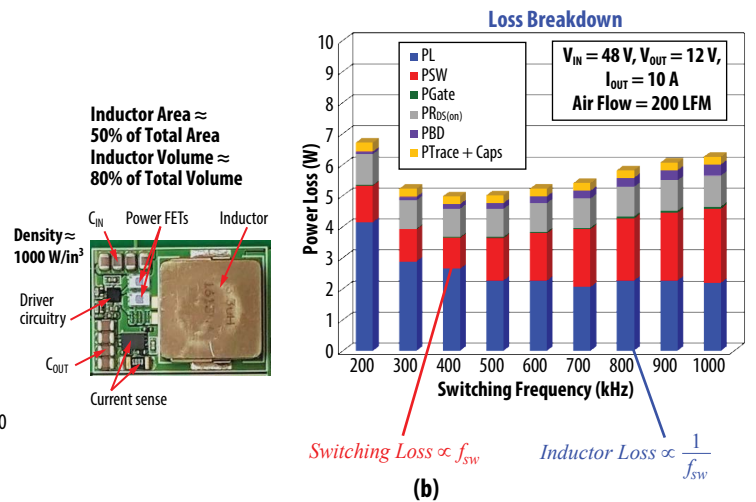 Loss Breakdown
Inductor Area ≈
50% of Total Area
Inductor Volume ≈
80% of Total Volume
C_IN
Power FETs
Inductor
Density ≈
1000 W/in³
Driver
circuitry
C_OUT
Current sense
0
Power Loss (W)
10
9
8
7
6
5
4
3
2
1
0
PL
PSW
PGate
PR_DS(on)
PBD
PTrace + Caps
V_IN = 48 V, V_OUT = 12 V,
I_OUT = 10 A
Air Flow = 200 LFM
200 300 400 500 600 700 800 900 1000
Switching Frequency (kHz)
Switching Loss ∝ f_sw
Inductor Loss ∝ 1/f_sw
(b)